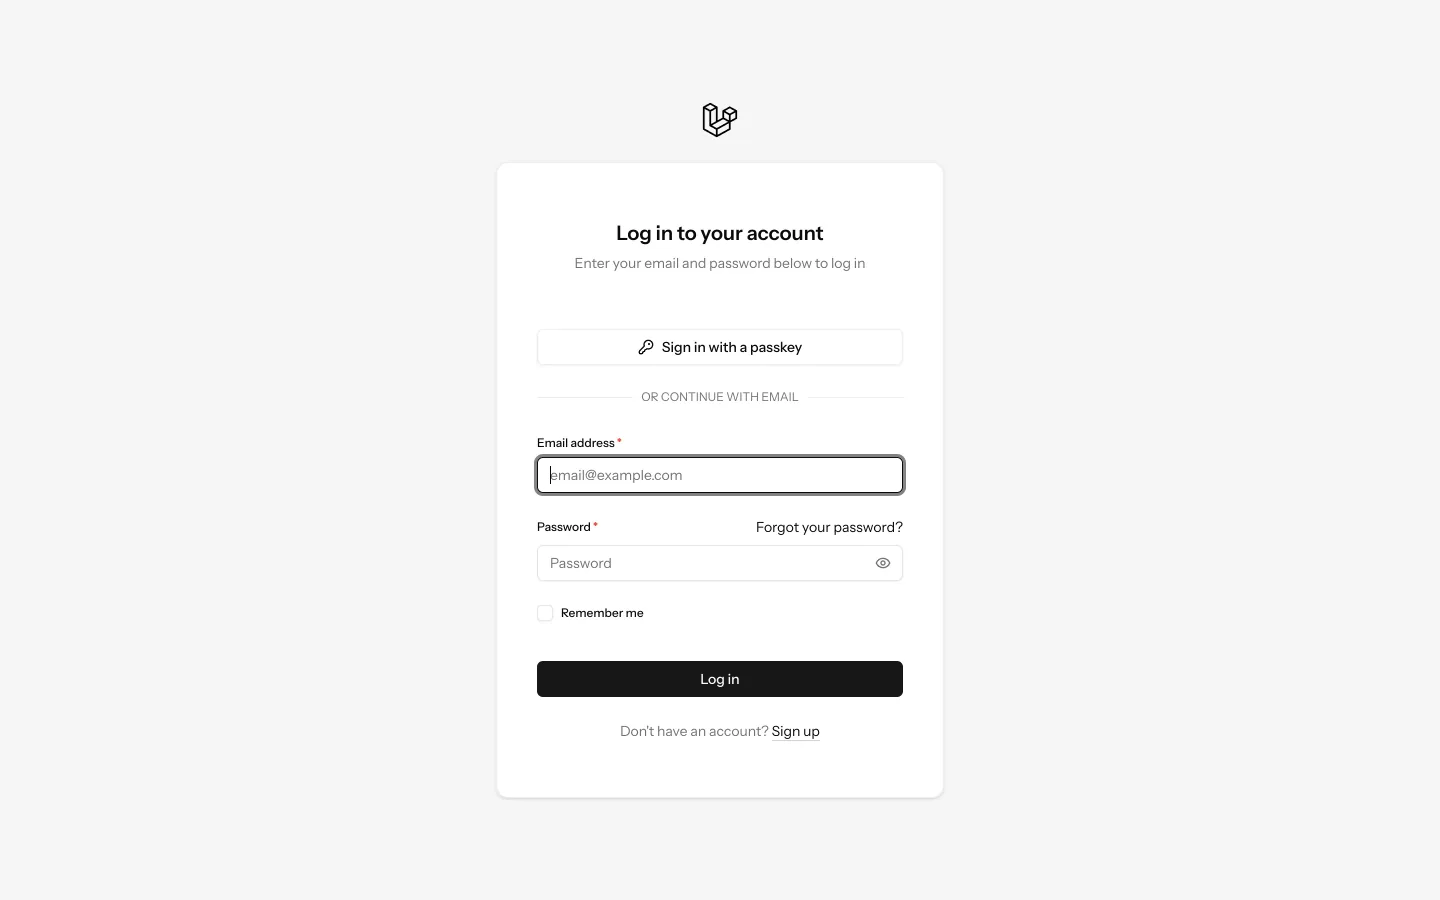 Log in to your account
Enter your email and password below to log in
Sign in with a passkey
OR CONTINUE WITH EMAIL
Email address *
email@example.com
Password *
Forgot your password?
Password
Remember me
Log in
Don't have an account? Sign up